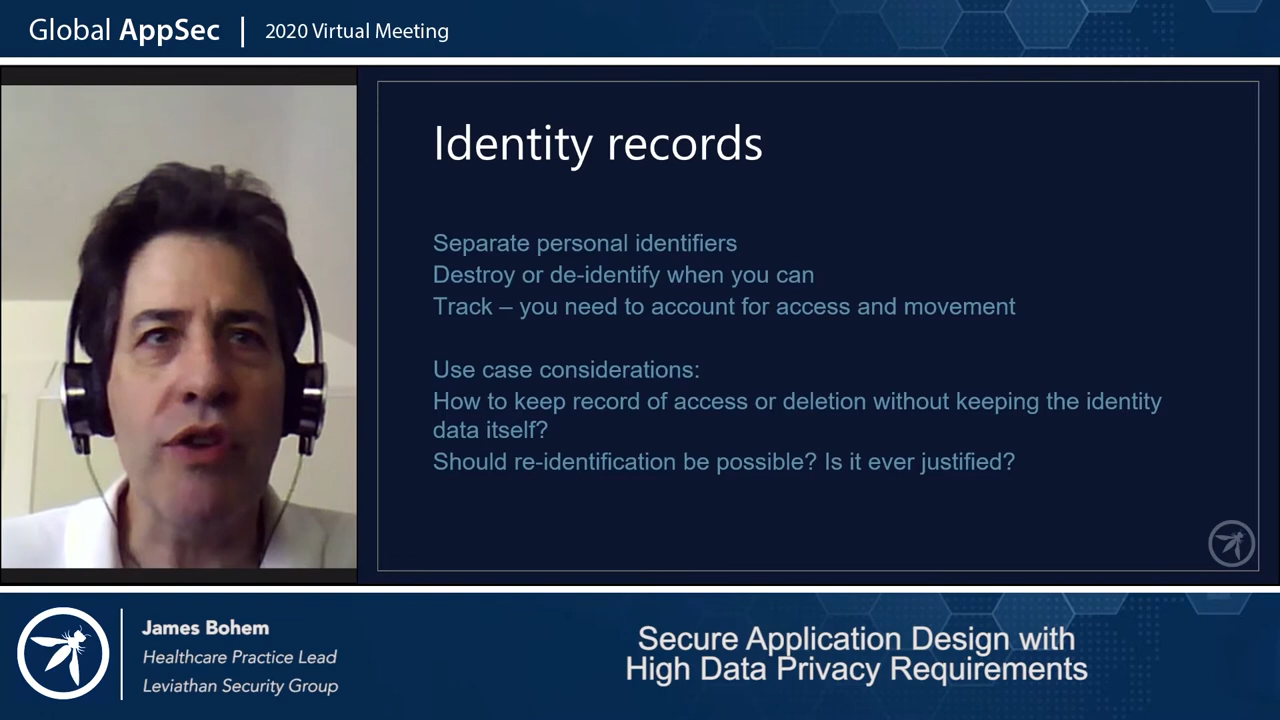 Global AppSec | 2020 Virtual Meeting
Identity records
Separate personal identifiers
Destroy or de-identify when you can
Track – you need to account for access and movement
Use case considerations:
How to keep record of access or deletion without keeping the identity
data itself?
Should re-identification be possible? Is it ever justified?
James Bohem
Healthcare Practice Lead
Leviathan Security Group
Secure Application Design with
High Data Privacy Requirements